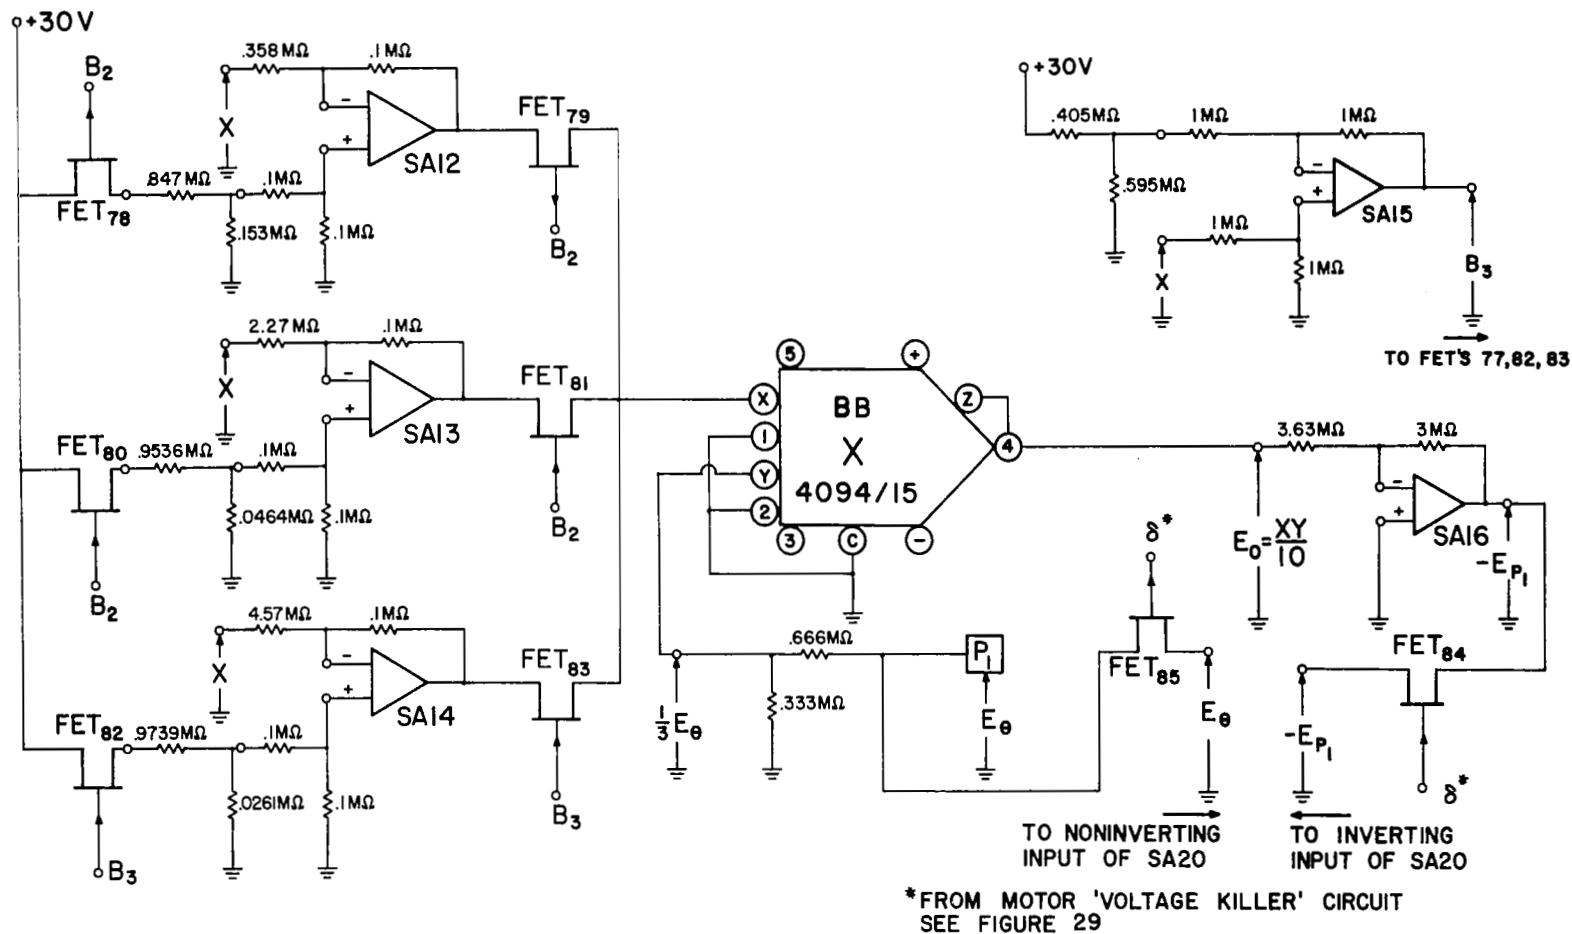 +30V
B2
.358MΩ
.1MΩ
X
-
+
SA12
FET79
B2
FET78
.847MΩ
.1MΩ
.153MΩ
.1MΩ
2.27MΩ
.1MΩ
X
-
+
SA13
FET81
B2
FET80
.9536MΩ
.1MΩ
.0464MΩ
.1MΩ
B2
4.57MΩ
.1MΩ
X
-
+
SA14
FET83
B3
FET82
.9739MΩ
.1MΩ
.0261MΩ
.1MΩ
B3
5
+
X
1
Y
2
3
C
-
Z
4
BB
X
4094/15
.666MΩ
.333MΩ
1/3 Eθ
P1
Eθ
δ*
FET85
Eθ
TO NONINVERTING
INPUT OF SA20
+30V
.405MΩ
1MΩ
1MΩ
.595MΩ
-
+
SA15
1MΩ
X
1MΩ
B3
TO FET'S 77,82,83
3.63MΩ
3MΩ
-
+
SA16
E0=XY/10
-EP1
FET84
-EP1
δ*
TO INVERTING
INPUT OF SA20
*FROM MOTOR 'VOLTAGE KILLER' CIRCUIT
SEE FIGURE 29